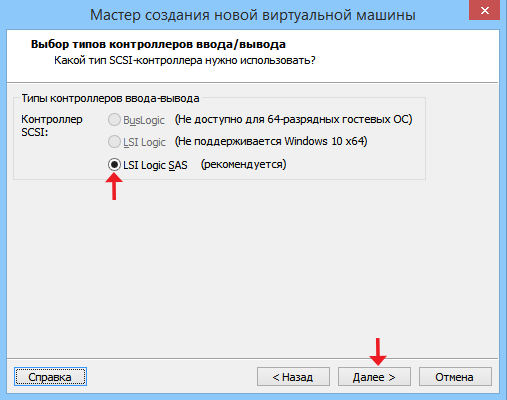 Мастер создания новой виртуальной машины
Выбор типов контроллеров ввода/вывода
Какой тип SCSI-контроллера нужно использовать?
Типы контроллеров ввода-вывода
Контроллер SCSI:
BusLogic (Не доступно для 64-разрядных гостевых ОС)
LSI Logic (Не поддерживается Windows 10 x64)
LSI Logic SAS (рекомендуется)
Справка < Назад Далее > Отмена